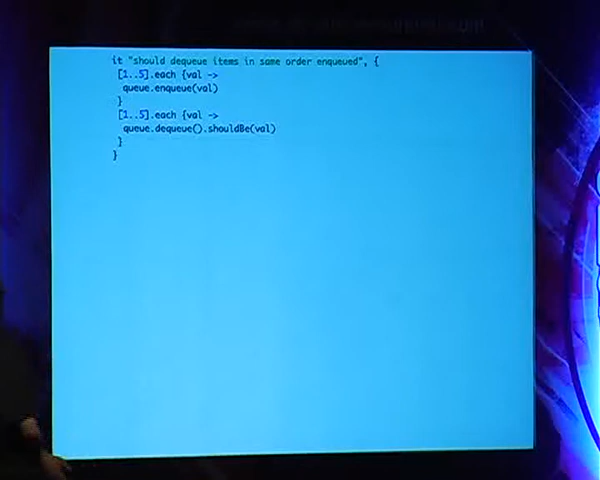 it "should dequeue items in same order enqueued", {
[1..5].each {val ->
queue.enqueue(val)
}
[1..5].each {val ->
queue.dequeue().shouldBe(val)
}
}